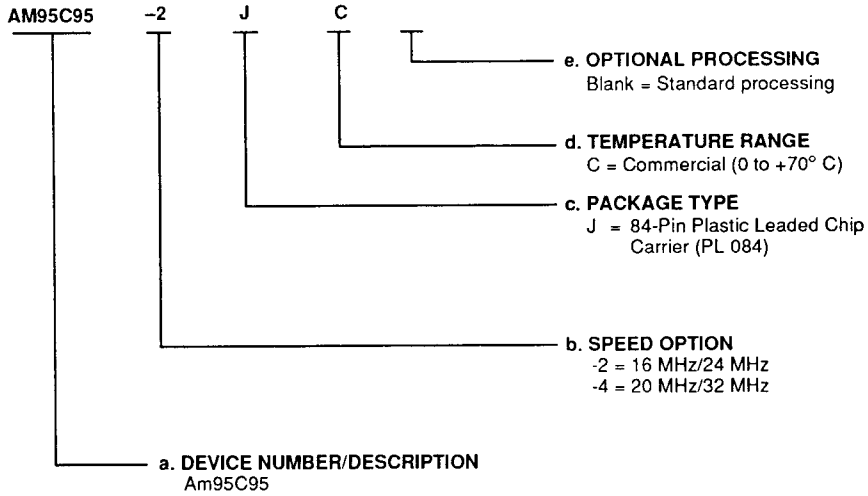 AM95C95 -2 J C
e. OPTIONAL PROCESSING
Blank = Standard processing
d. TEMPERATURE RANGE
C = Commercial (0 to +70° C)
c. PACKAGE TYPE
J = 84-Pin Plastic Leaded Chip
Carrier (PL 084)
b. SPEED OPTION
-2 = 16 MHz/24 MHz
-4 = 20 MHz/32 MHz
a. DEVICE NUMBER/DESCRIPTION
Am95C95